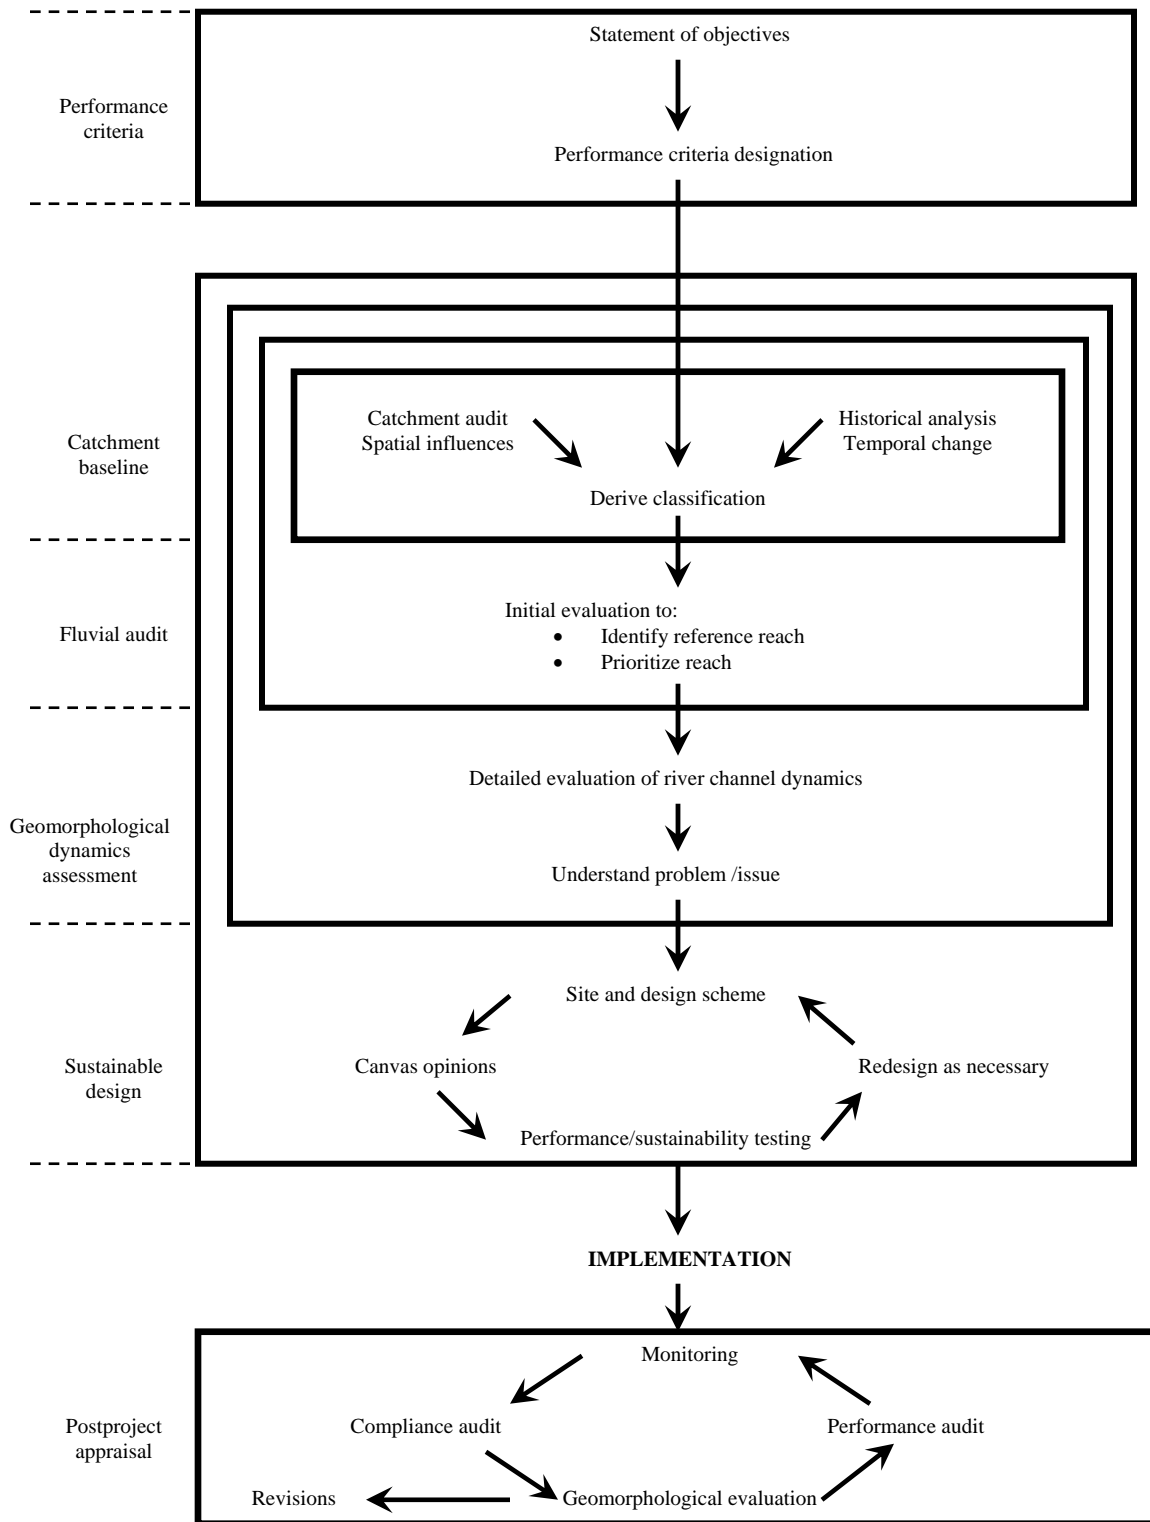 Statement of objectives
Performance
criteria
Performance criteria designation
Catchment audit
Spatial influences
Historical analysis
Temporal change
Catchment
baseline
Derive classification
Initial evaluation to:
• Identify reference reach
• Prioritize reach
Fluvial audit
Detailed evaluation of river channel dynamics
Geomorphological
dynamics
assessment
Understand problem /issue
Site and design scheme
Sustainable
design
Canvas opinions
Redesign as necessary
Performance/sustainability testing
IMPLEMENTATION
Monitoring
Postproject
appraisal
Compliance audit
Performance audit
Revisions
Geomorphological evaluation